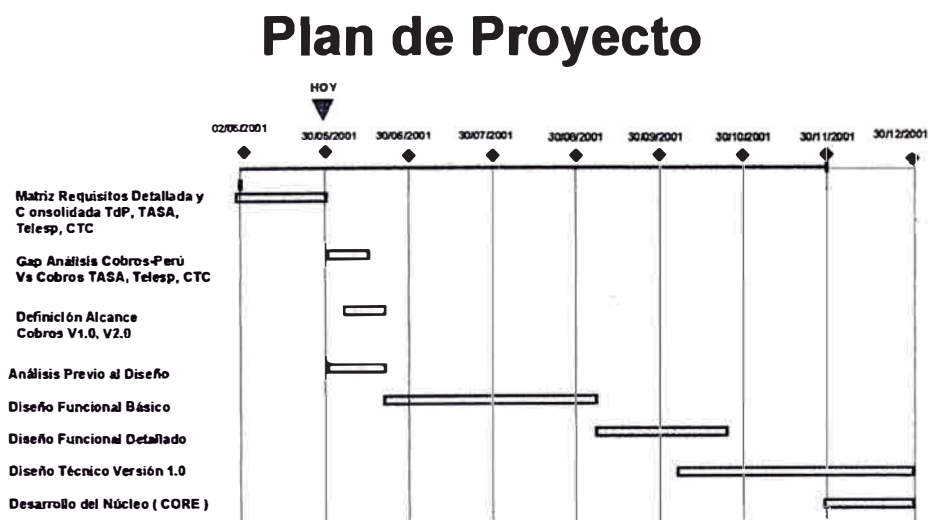 Plan de Proyecto
HOY
02/05/2001 30/05/2001 30/06/2001 30/07/2001 30/08/2001 30/09/2001 30/10/2001 30/11/2001 30/12/2001
Matriz Requisitos Detallada y
Consolidada TdP, TASA,
Telesp, CTC
Gap Análisis Cobros-Perú
Vs Cobros TASA, Telesp, CTC
Definición Alcance
Cobros V1.0, V2.0
Análisis Previo al Diseño
Diseño Funcional Básico
Diseño Funcional Detallado
Diseño Técnico Versión 1.0
Desarrollo del Núcleo ( CORE )